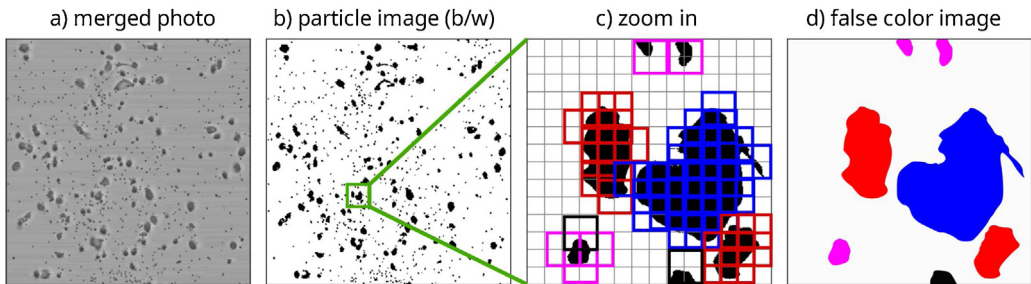 a) merged photo
b) particle image (b/w)
c) zoom in
d) false color image